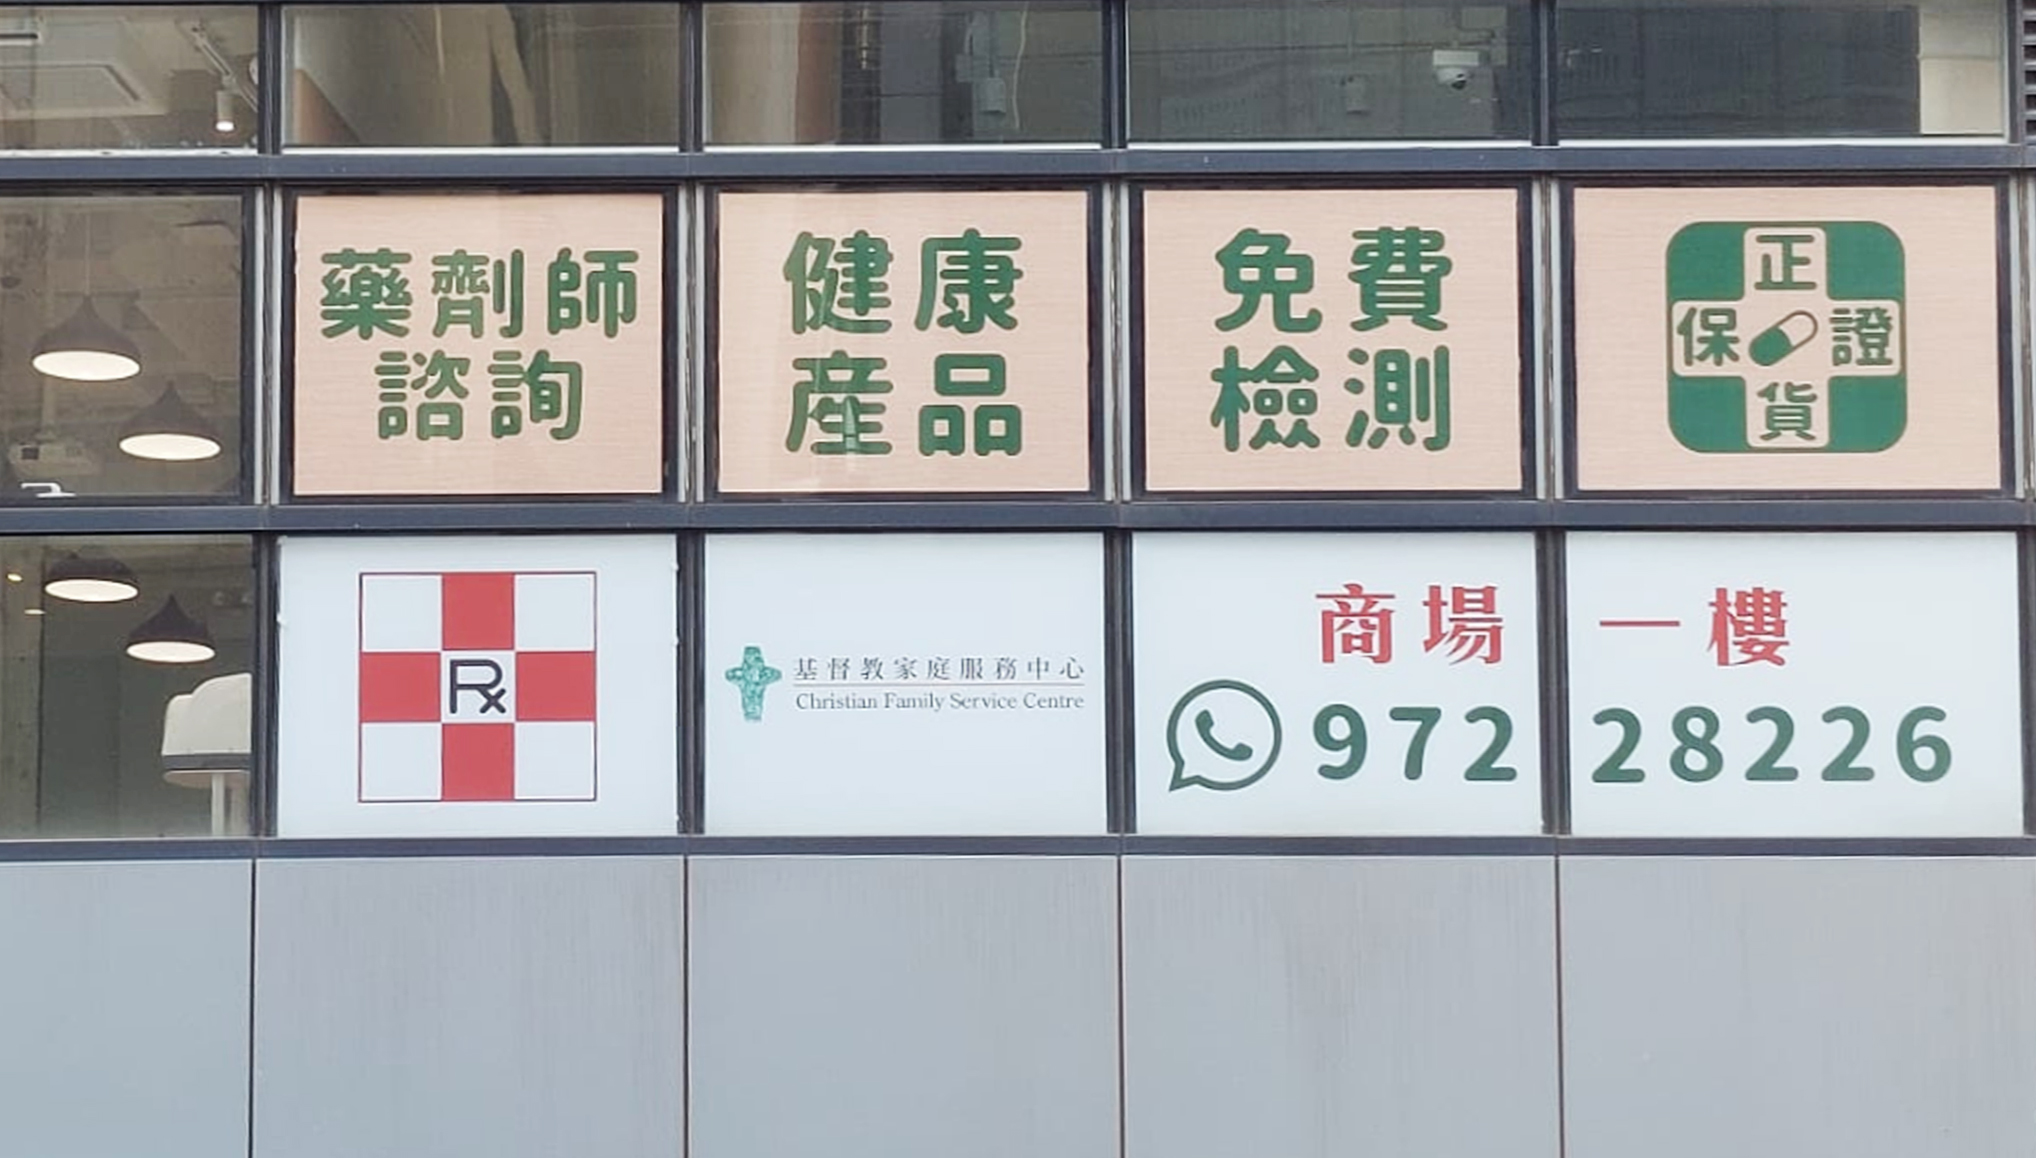 藥劑師
諮詢
健康
產品
免費
檢測
正
保 證
貨
Rx
基督教家庭服務中心
Christian Family Service Centre
商場一樓
972 28226